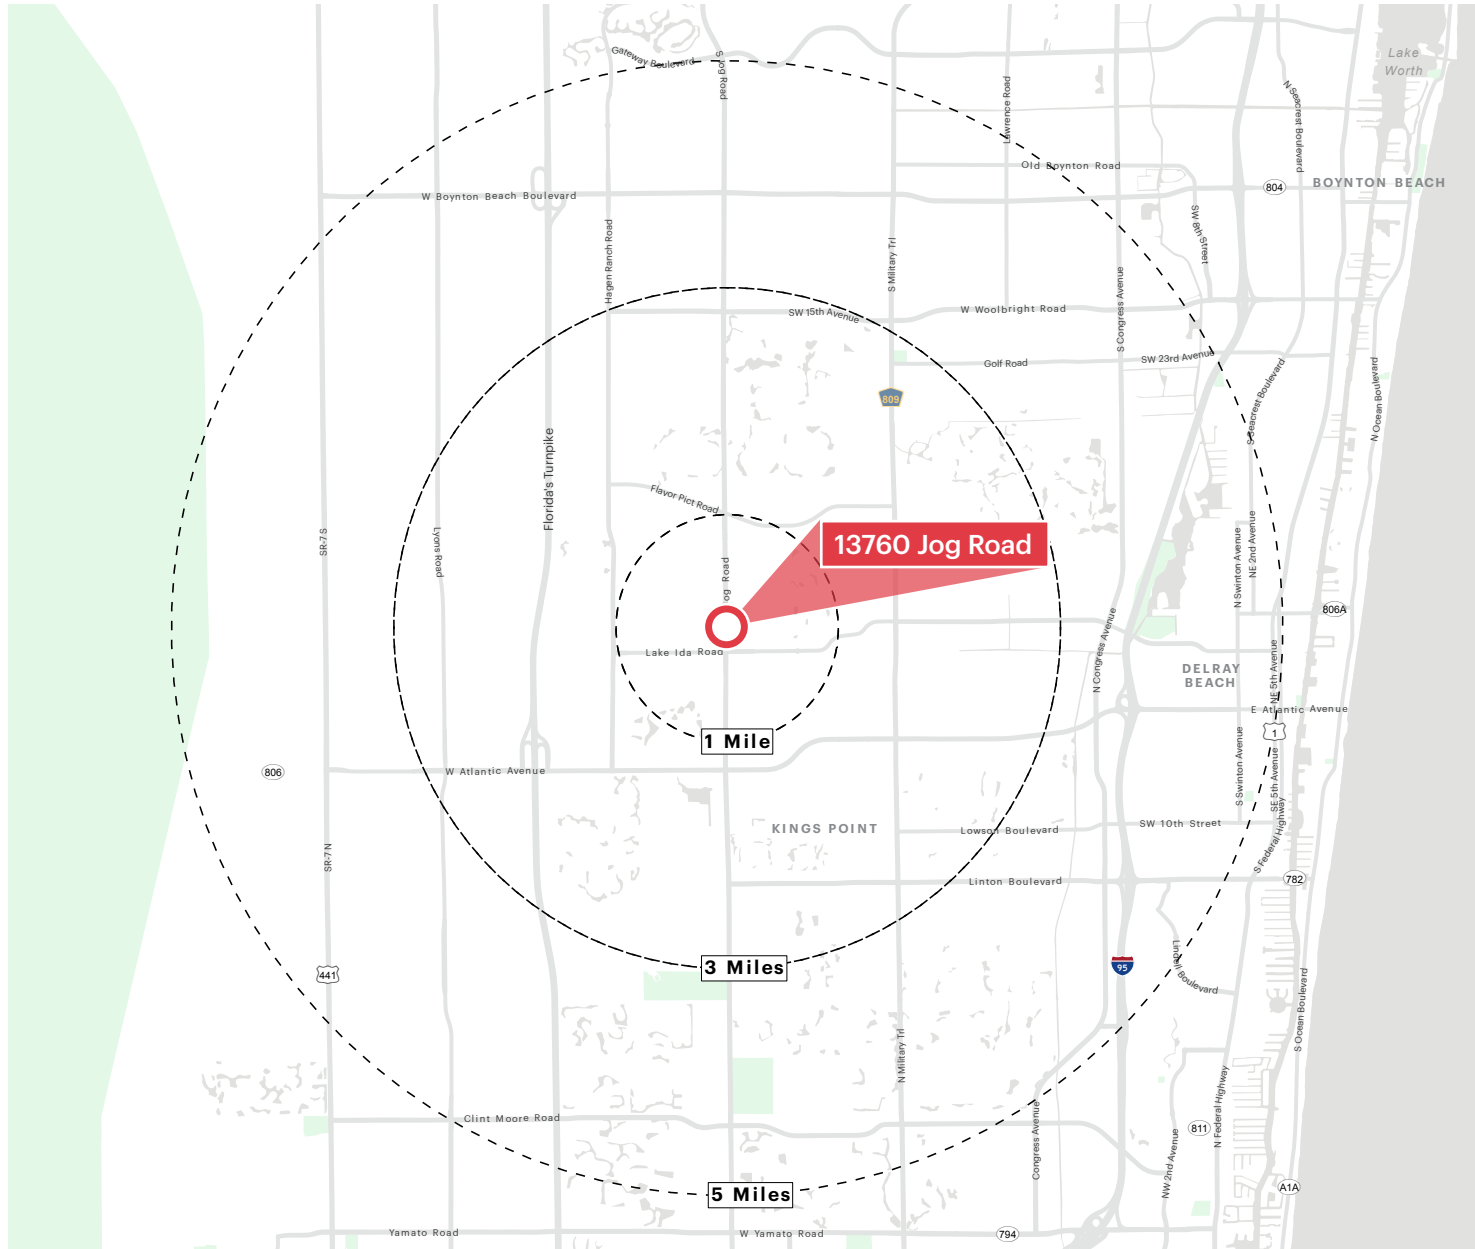 Gateway Boulevard
S Jog Road
Lake
Worth
Lawrence Road
N Seacrest Boulevard
Old Boynton Road
804
BOYNTON BEACH
W Boynton Beach Boulevard
SW 8th Street
Hagen Ranch Road
S Military Trl
S Congress Avenue
SW 15th Avenue
W Woolbright Road
Golf Road
SW 23rd Avenue
N Ocean Boulevard
S Seacrest Boulevard
809
Florida's Turnpike
Flavor Pict Road
SR-7 S
Lyons Road
13760 Jog Road
og Road
N Swinton Avenue
NE 2nd Avenue
806A
Lake Ida Road
N Congress Avenue
DELRAY
BEACH
NE 5th Avenue
E Atlantic Avenue
1
1 Mile
806
W Atlantic Avenue
S Swinton Avenue
SE 5th Avenue
KINGS POINT
Lowson Boulevard
SW 10th Street
S Federal Highway
SR-7 N
Linton Boulevard
782
441
3 Miles
95
Lindell Boulevard
S Ocean Boulevard
N Military Trl
Clint Moore Road
Congress Avenue
N Federal Highway
811
NW 2nd Avenue
5 Miles
A1A
Yamato Road
W Yamato Road
794